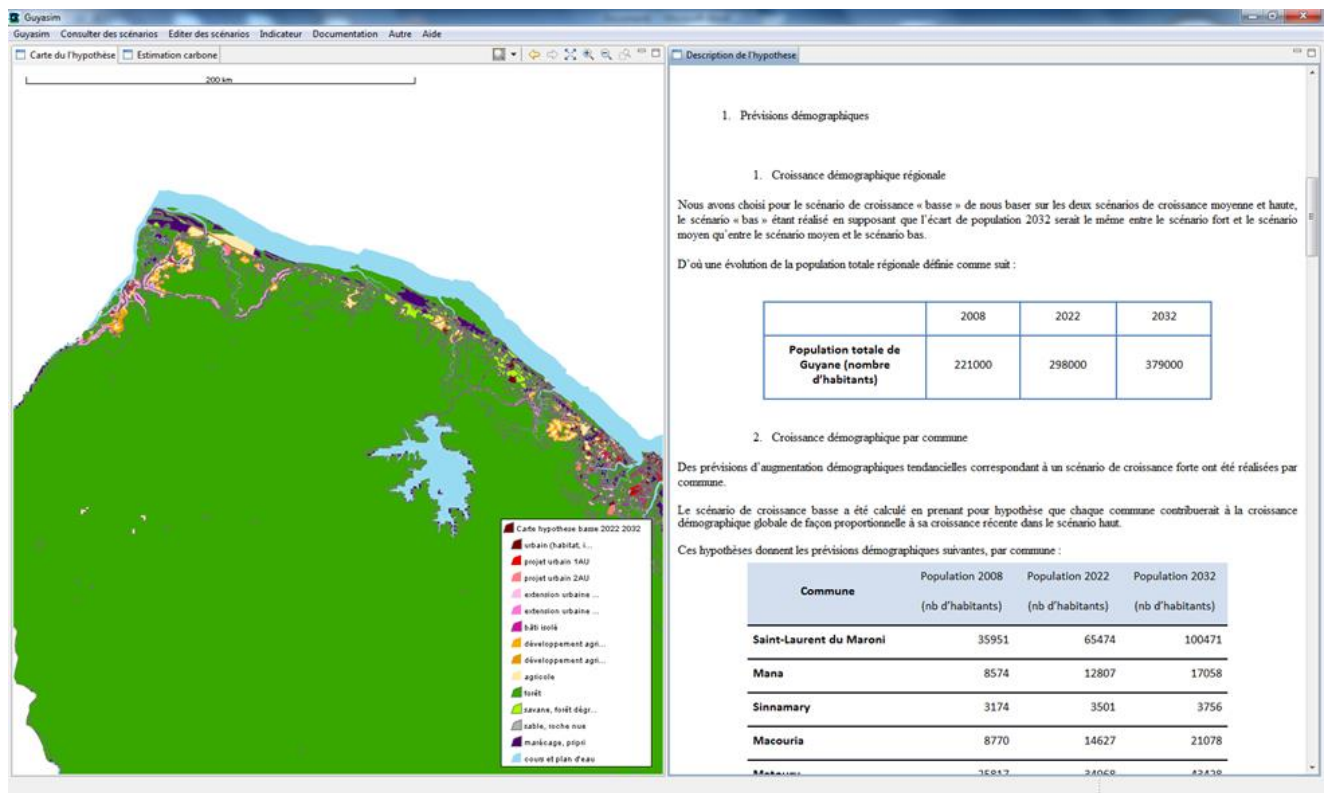 Guyasim
Guyasim Consulter des scénarios Editer des scénarios Indicateur Documentation Autre Aide
Carte du l'hypothèse Estimation carbone
200 km
Carte hypothese basse 2022 2032
urbain (habitat, i...
projet urbain 1AU
projet urbain 2AU
extension urbaine ...
extension urbaine ...
bâti isolé
développement agri...
développement agri...
agricole
forêt
savane, forêt dégr...
sable, roche nue
marécage, pripri
cours et plan d'eau
Description de l'hypothese
1. Prévisions démographiques
1. Croissance démographique régionale
Nous avons choisi pour le scénario de croissance « basse » de nous baser sur les deux scénarios de croissance moyenne et haute,
le scénario « bas » étant réalisé en supposant que l'écart de population 2032 serait le même entre le scénario fort et le scénario
moyen qu'entre le scénario moyen et le scénario bas.
D'où une évolution de la population totale régionale définie comme suit :
2008 2022 2032
Population totale de
Guyane (nombre
d'habitants)
221000 298000 379000
2. Croissance démographique par commune
Des prévisions d'augmentation démographiques tendancielles correspondant à un scénario de croissance forte ont été réalisées par
commune.
Le scénario de croissance basse a été calculé en prenant pour hypothèse que chaque commune contribuerait à la croissance
démographique globale de façon proportionnelle à sa croissance récente dans le scénario haut.
Ces hypothèses donnent les prévisions démographiques suivantes, par commune :
Commune
Population 2008 Population 2022 Population 2032
(nb d'habitants) (nb d'habitants) (nb d'habitants)
Saint-Laurent du Maroni 35951 65474 100471
Mana 8574 12807 17058
Sinnamary 3174 3501 3756
Macouria 8770 14627 21078
Matoury 25817 34968 43428